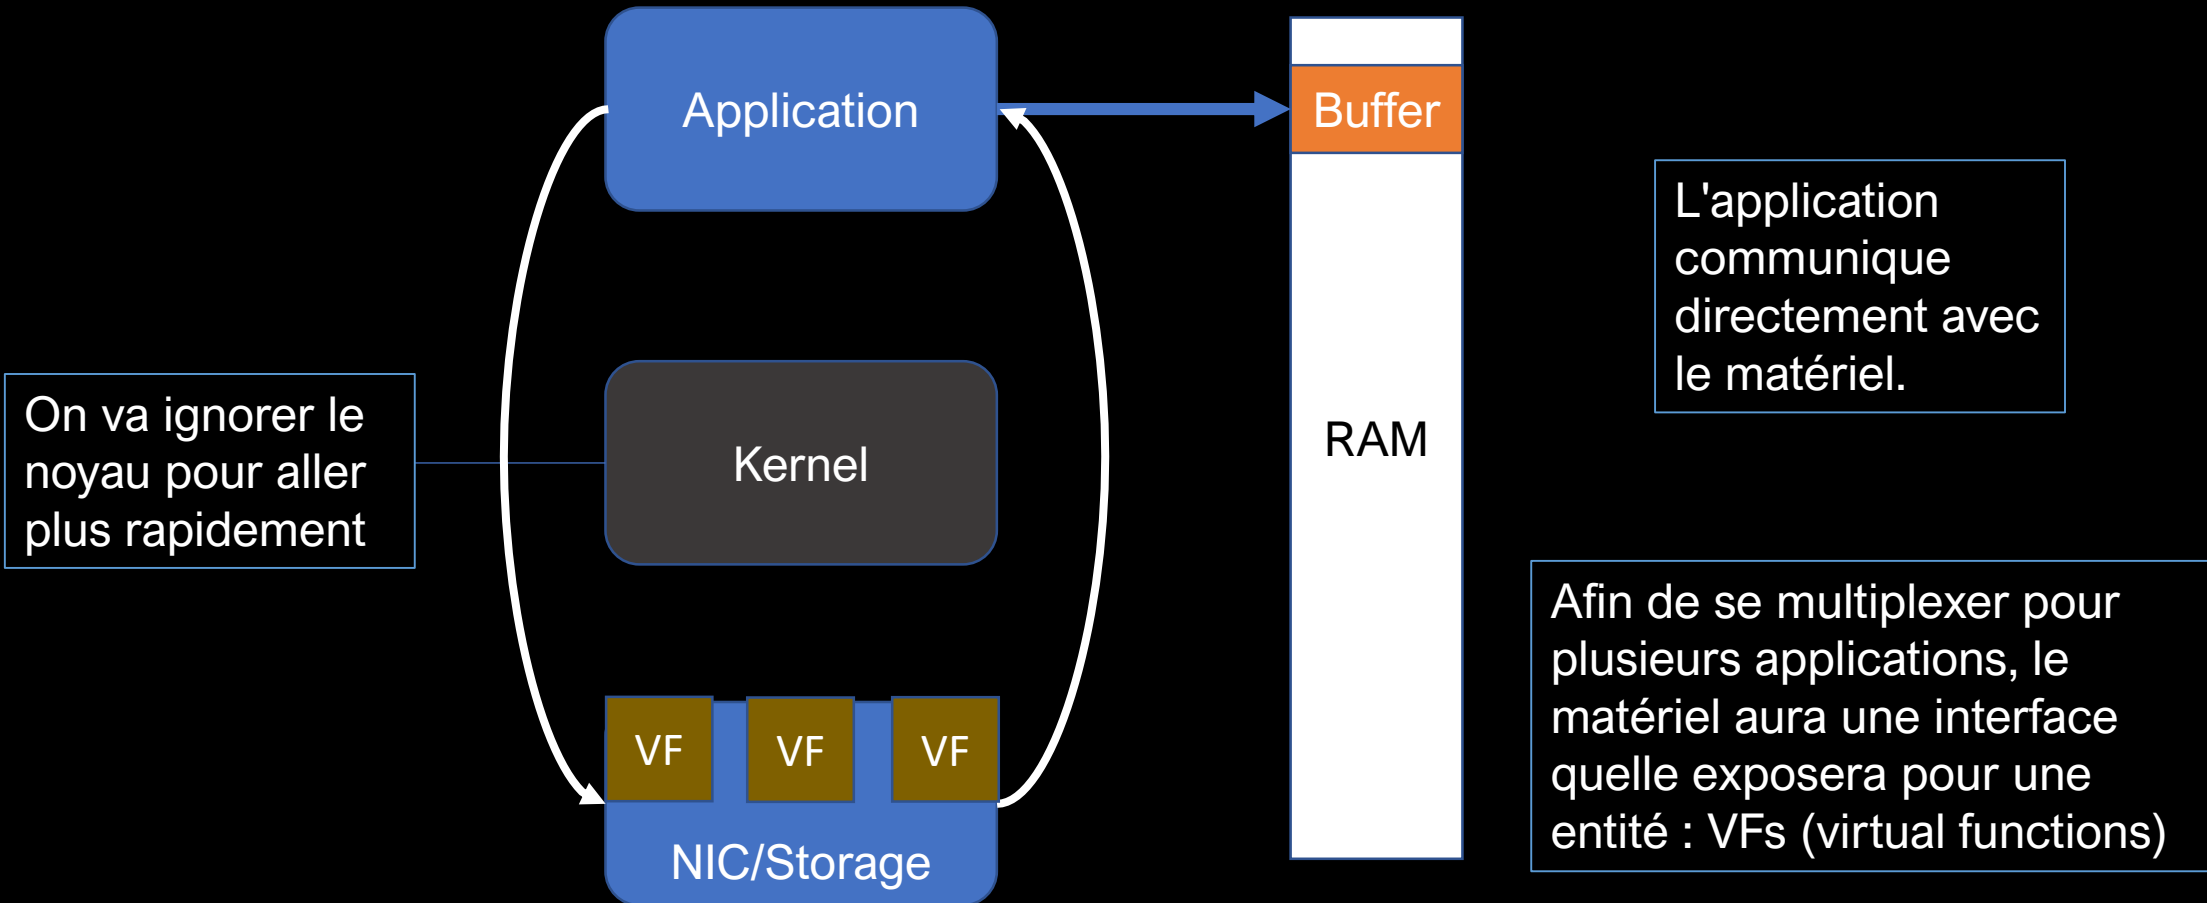 Application
Buffer
L'application
communique
directement avec
le matériel.
On va ignorer le
noyau pour aller
plus rapidement
Kernel
RAM
Afin de se multiplexer pour
plusieurs applications, le
matériel aura une interface
quelle exposera pour une
entité : VFs (virtual functions)
VF
VF
VF
NIC/Storage